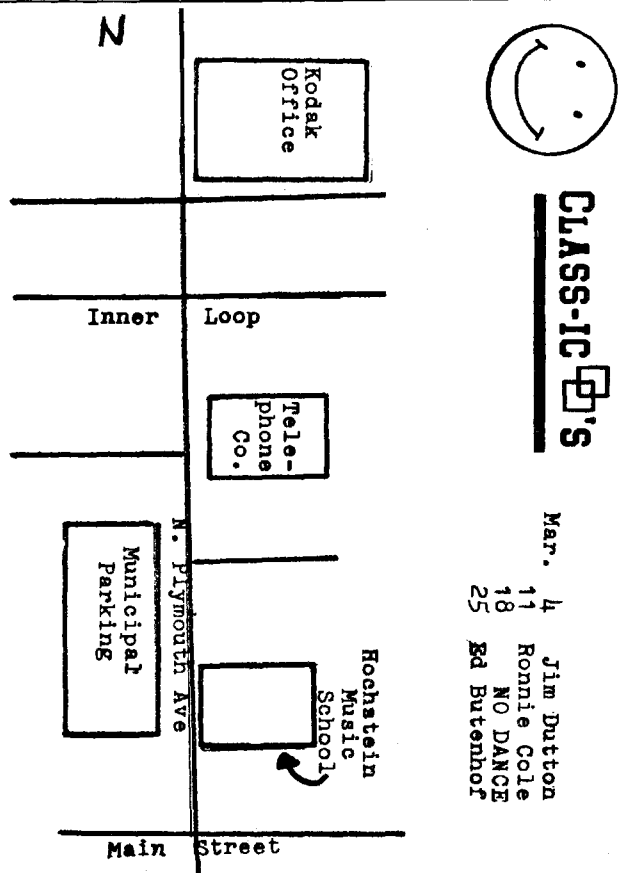 CLASS-IC 's
Mar. 4 Jim Dutton
11 Ronnie Cole
18 NO DANCE
25 Ed Butenhof
N
Kodak
Office
Inner Loop
Tele-
phone
Co.
N. Plymouth Ave
Municipal
Parking
Hochstein
Music
School
Main Street